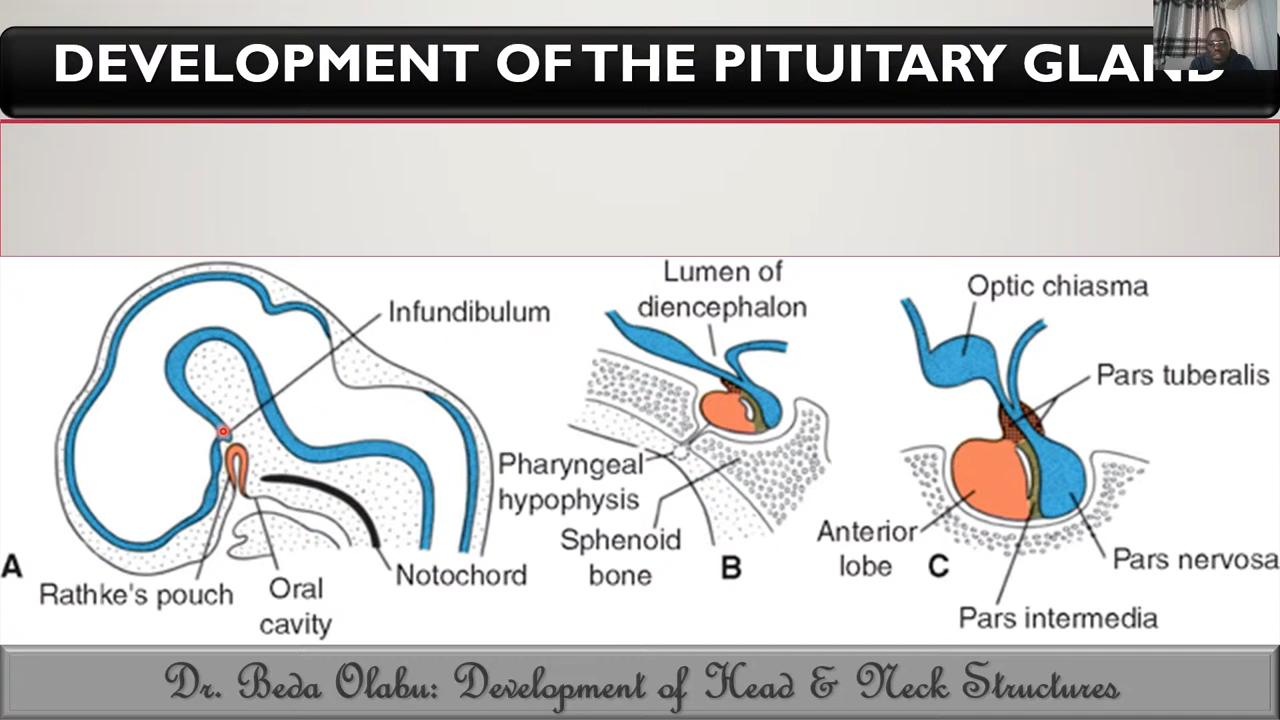 DEVELOPMENT OF THE PITUITARY GLAND
Infundibulum
Rathke's pouch
Oral
cavity
Notochord
A
Lumen of
diencephalon
Pharyngeal
hypophysis
Sphenoid
bone
B
Optic chiasma
Pars tuberalis
Anterior
lobe
C
Pars nervosa
Pars intermedia
Dr. Beda Olabu: Development of Head & Neck Structures